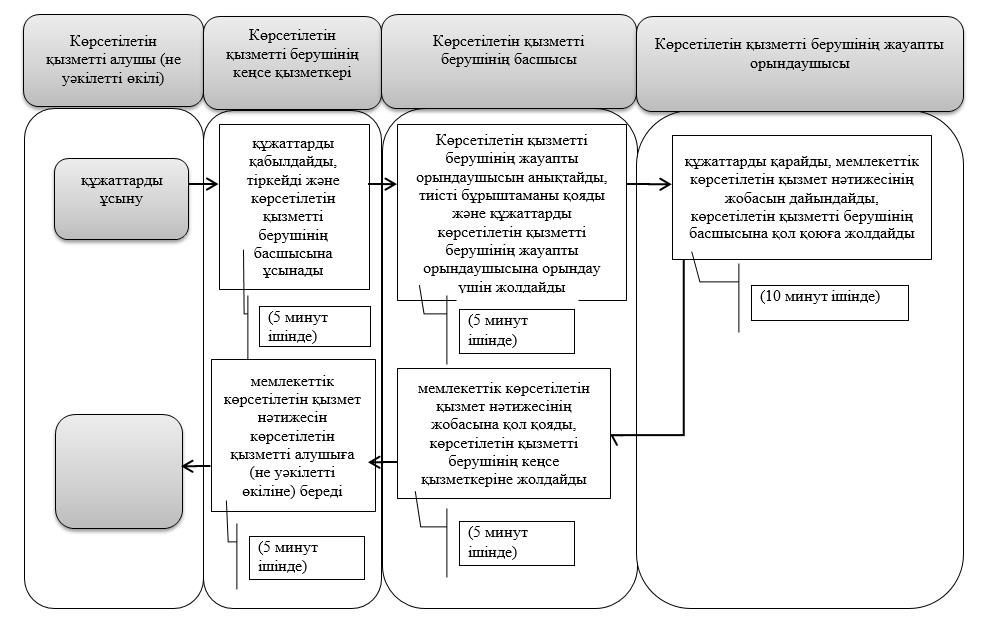 Көрсетілетін
қызметті алушы (не
уәкілетті өкілі)
Көрсетілетін
қызметті берушінің
кеңсе қызметкері
Көрсетілетін қызметті
берушінің басшысы
Көрсетілетін қызметті берушінің жауапты
орындаушысы
құжаттарды
ұсыну
құжаттарды
қабылдайды,
тіркейді және
көрсетілетін
қызметті
берушінің
басшысына
ұсынады
(5 минут
ішінде)
Көрсетілетін қызметті
берушінің жауапты
орындаушысын анықтайды,
тиісті бұрыштаманы қояды
және құжаттарды
көрсетілетін қызметті
берушінің жауапты
орындаушысына орындау
үшін жолдайды
(5 минут
ішінде)
құжаттарды қарайды, мемлекеттік
көрсетілетін қызмет нәтижесінің
жобасын дайындайды,
көрсетілетін қызметті берушінің
басшысына қол қоюға жолдайды
(10 минут ішінде)
мемлекеттік көрсетілетін
қызмет нәтижесінің
жобасына қол қояды,
көрсетілетін қызметті
берушінің кеңсе
қызметкеріне жолдайды
(5 минут
ішінде)
мемлекеттік
көрсетілетін қызмет
нәтижесін
көрсетілетін
қызметті алушыға
(не уәкілетті
өкіліне) береді
(5 минут
ішінде)